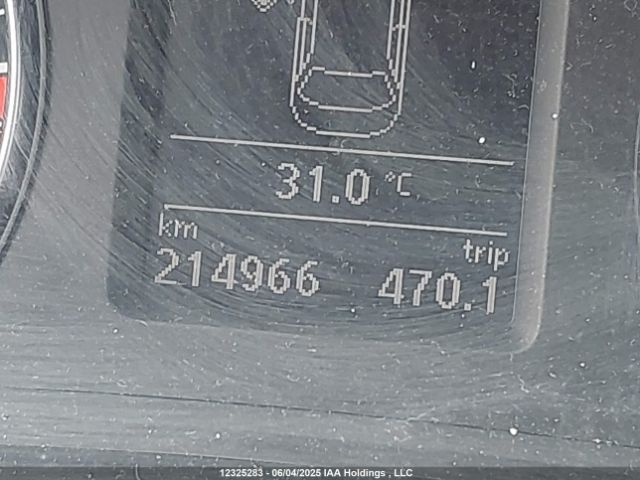 31.0 °C
km trip
214966 470.1
12325283 - 06/04/2025 IAA Holdings , LLC